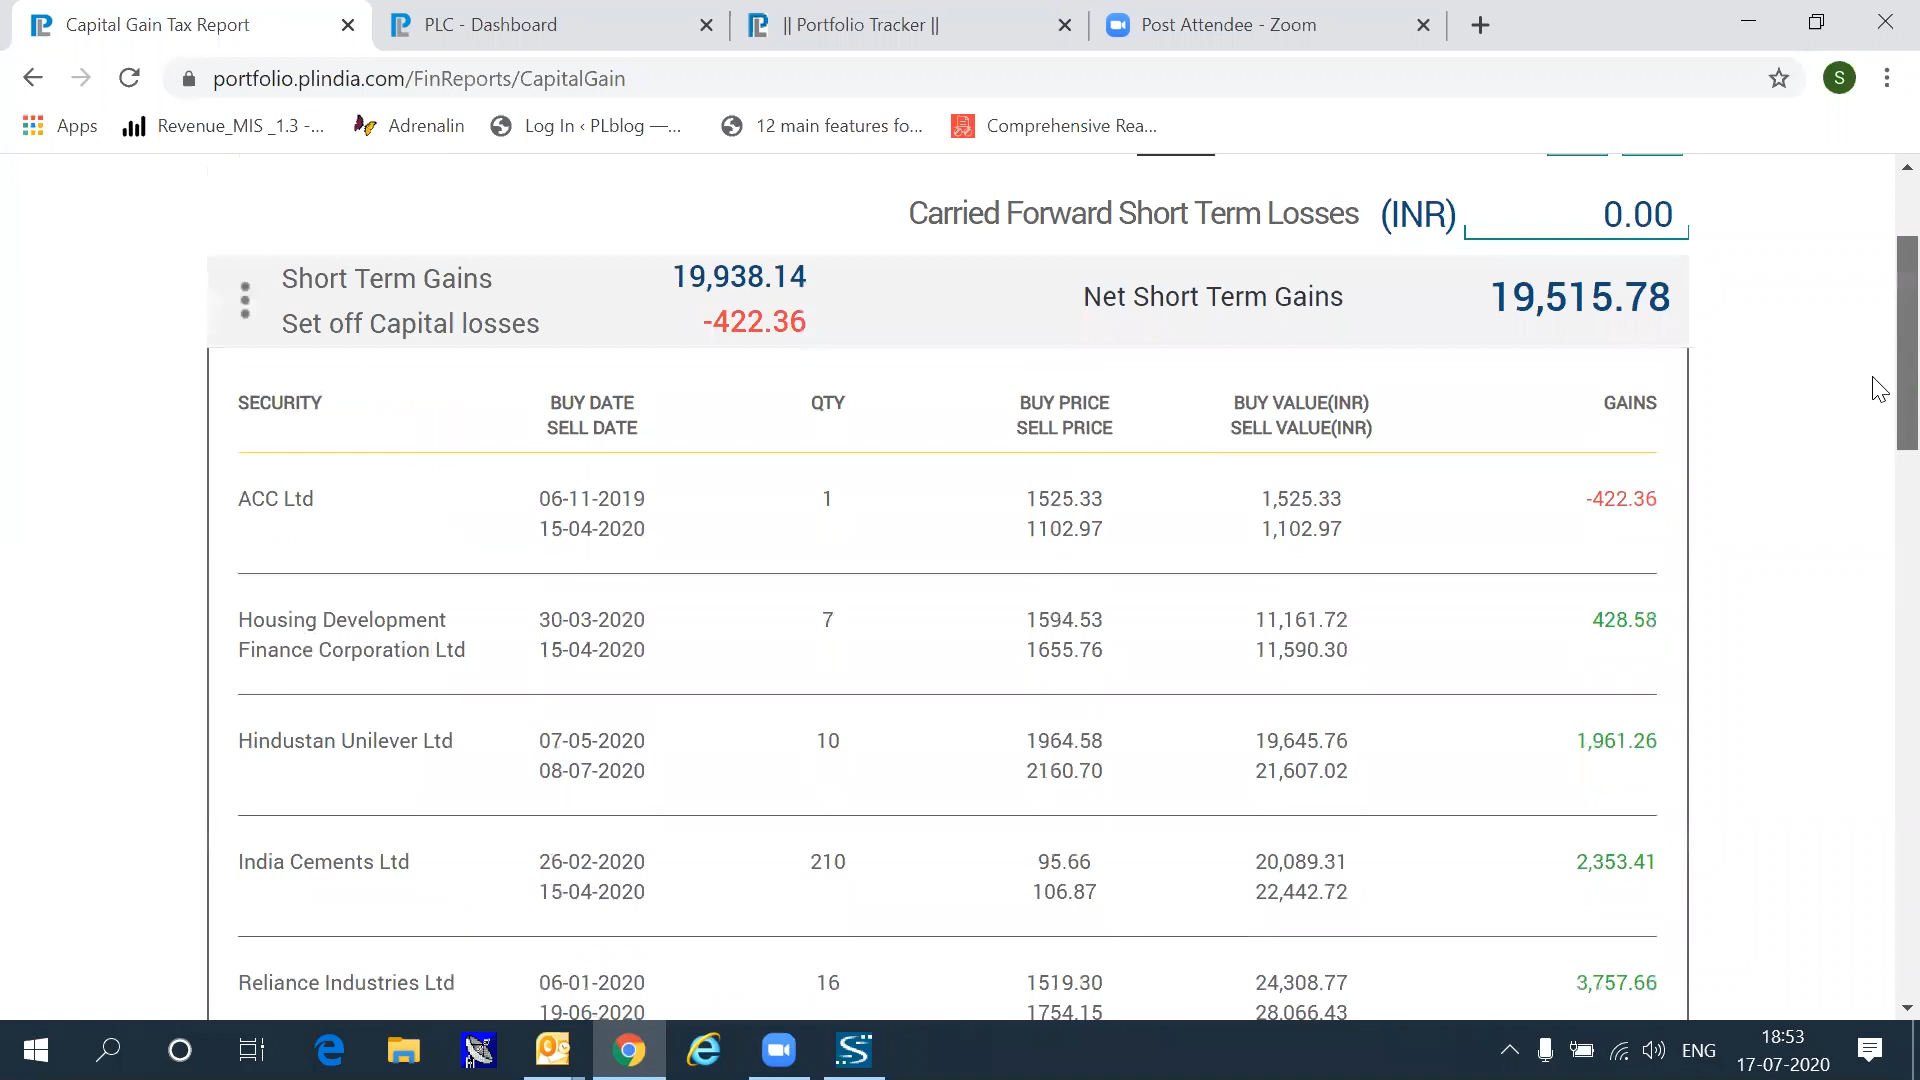 Capital Gain Tax Report
PLC - Dashboard
|| Portfolio Tracker ||
Post Attendee - Zoom
portfolio.plindia.com/FinReports/CapitalGain
S
Apps
Revenue_MIS _1.3 -...
Adrenalin
Log In ‹ PLblog —...
12 main features fo...
Comprehensive Rea...
Carried Forward Short Term Losses (INR) 0.00
Short Term Gains 19,938.14
Set off Capital losses -422.36
Net Short Term Gains 19,515.78
SECURITY BUY DATE QTY BUY PRICE BUY VALUE(INR) GAINS
SELL DATE SELL PRICE SELL VALUE(INR)
ACC Ltd 06-11-2019 1 1525.33 1,525.33 -422.36
15-04-2020 1102.97 1,102.97
Housing Development 30-03-2020 7 1594.53 11,161.72 428.58
Finance Corporation Ltd 15-04-2020 1655.76 11,590.30
Hindustan Unilever Ltd 07-05-2020 10 1964.58 19,645.76 1,961.26
08-07-2020 2160.70 21,607.02
India Cements Ltd 26-02-2020 210 95.66 20,089.31 2,353.41
15-04-2020 106.87 22,442.72
Reliance Industries Ltd 06-01-2020 16 1519.30 24,308.77 3,757.66
19-06-2020 1754.15 28,066.43
ENG
18:53
17-07-2020